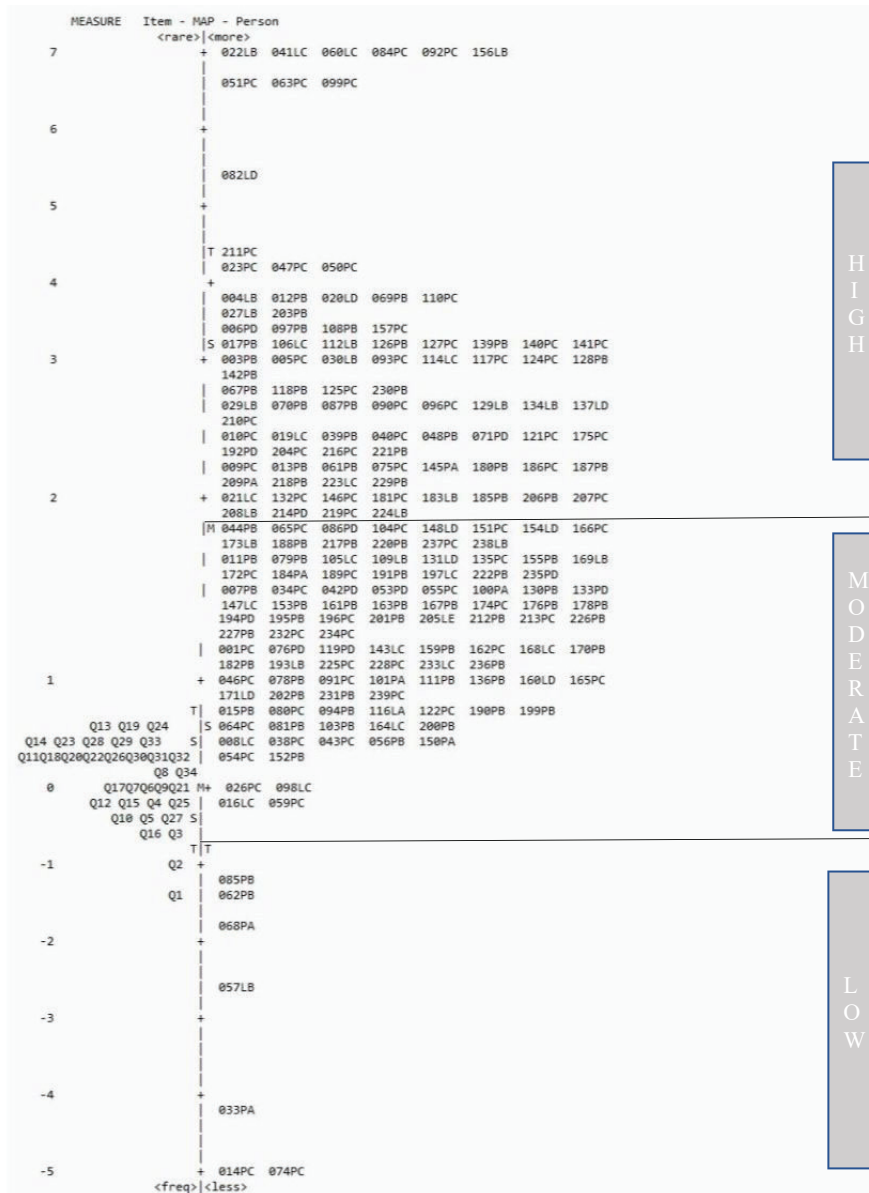 MEASURE Item - MAP - Person
<rare>|<more>
7 + 022LB 041LC 060LC 084PC 092PC 156LB
|
| 051PC 063PC 099PC
|
|
6 +
|
|
| 082LD
|
5 +
|
|
|T 211PC
| 023PC 047PC 050PC
4 +
| 004LB 012PB 020LD 069PB 110PC
| 027LB 203PB
| 006PD 097PB 108PB 157PC
|S 017PB 106LC 112LB 126PB 127PC 139PB 140PC 141PC
3 + 003PB 005PC 030LB 093PC 114LC 117PC 124PC 128PB
142PB
| 067PB 118PB 125PC 230PB
| 029LB 070PB 087PB 090PC 096PC 129LB 134LB 137LD
210PC
| 010PC 019LC 039PB 040PC 048PB 071PD 121PC 175PC
192PD 204PC 216PC 221PB
| 009PC 013PB 061PB 075PC 145PA 180PB 186PC 187PB
209PA 218PB 223LC 229PB
2 + 021LC 132PC 146PC 181PC 183LB 185PB 206PB 207PC
208LB 214PD 219PC 224LB
|M 044PB 065PC 086PD 104PC 148LD 151PC 154LD 166PC
173LB 188PB 217PB 220PB 237PC 238LB
| 011PB 079PB 105LC 109LB 131LD 135PC 155PB 169LB
172PC 184PA 189PC 191PB 197LC 222PB 235PD
| 007PB 034PC 042PD 053PD 055PC 100PA 130PB 133PD
147LC 153PB 161PB 163PB 167PB 174PC 176PB 178PB
194PD 195PB 196PC 201PB 205LE 212PB 213PC 226PB
227PB 232PC 234PC
| 001PC 076PD 119PD 143LC 159PB 162PC 168LC 170PB
182PB 193LB 225PC 228PC 233LC 236PB
1 + 046PC 078PB 091PC 101PA 111PB 136PB 160LD 165PC
171LD 202PB 231PB 239PC
T| 015PB 080PC 094PB 116LA 122PC 190PB 199PB
Q13 Q19 Q24 |S 064PC 081PB 103PB 164LC 200PB
Q14 Q23 Q28 Q29 Q33 S| 008LC 038PC 043PC 056PB 150PA
Q11Q18Q20Q22Q26Q30Q31Q32 | 054PC 152PB
Q8 Q34
0 Q17Q7Q6Q9Q21 M+ 026PC 098LC
Q12 Q15 Q4 Q25 | 016LC 059PC
Q10 Q5 Q27 S|
Q16 Q3 |
T|T
-1 Q2 +
| 085PB
Q1 | 062PB
|
| 068PA
-2 +
|
|
| 057LB
|
-3 +
|
|
|
|
-4 +
| 033PA
|
|
|
-5 + 014PC 074PC
<freq>|<less>
H
I
G
H
M
O
D
E
R
A
T
E
L
O
W